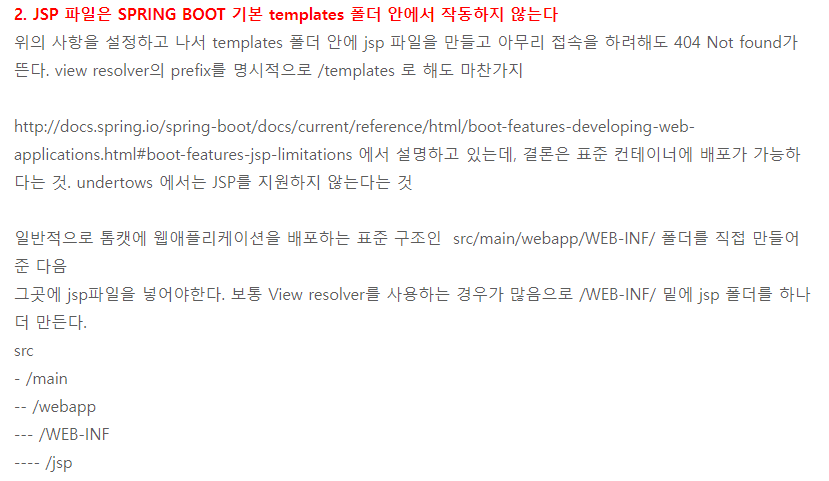 2. JSP 파일은 SPRING BOOT 기본 templates 폴더 안에서 작동하지 않는다
위의 사항을 설정하고 나서 templates 폴더 안에 jsp 파일을 만들고 아무리 접속을 하려해도 404 Not found가
뜬다. view resolver의 prefix를 명시적으로 /templates 로 해도 마찬가지
http://docs.spring.io/spring-boot/docs/current/reference/html/boot-features-developing-web-
applications.html#boot-features-jsp-limitations 에서 설명하고 있는데, 결론은 표준 컨테이너에 배포가 가능하
다는 것. undertows 에서는 JSP를 지원하지 않는다는 것
일반적으로 톰캣에 웹애플리케이션을 배포하는 표준 구조인  src/main/webapp/WEB-INF/ 폴더를 직접 만들어
준 다음
그곳에 jsp파일을 넣어야한다. 보통 View resolver를 사용하는 경우가 많음으로 /WEB-INF/ 밑에 jsp 폴더를 하나
더 만든다.
src
- /main
-- /webapp
--- /WEB-INF
---- /jsp